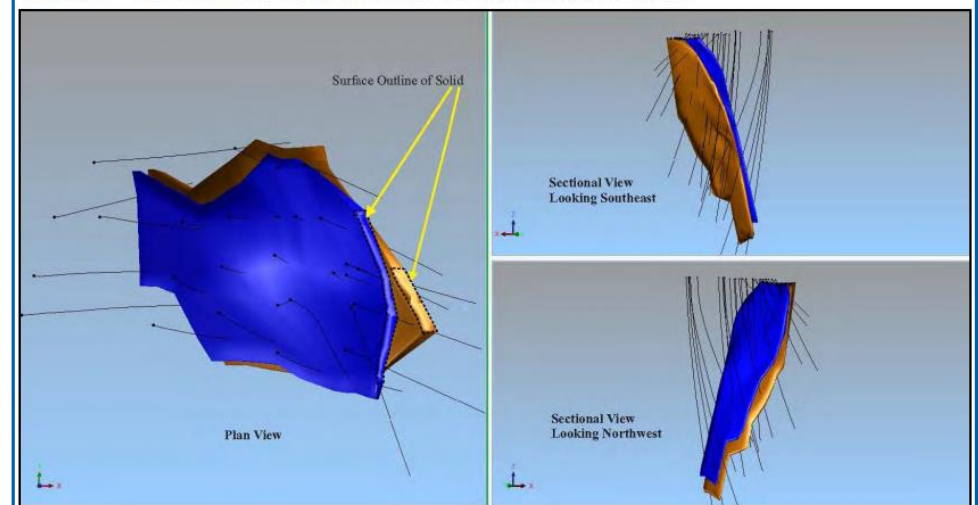 Surface Outline of Solid
Plan View
Sectional View
Looking Southeast
Sectional View
Looking Northwest